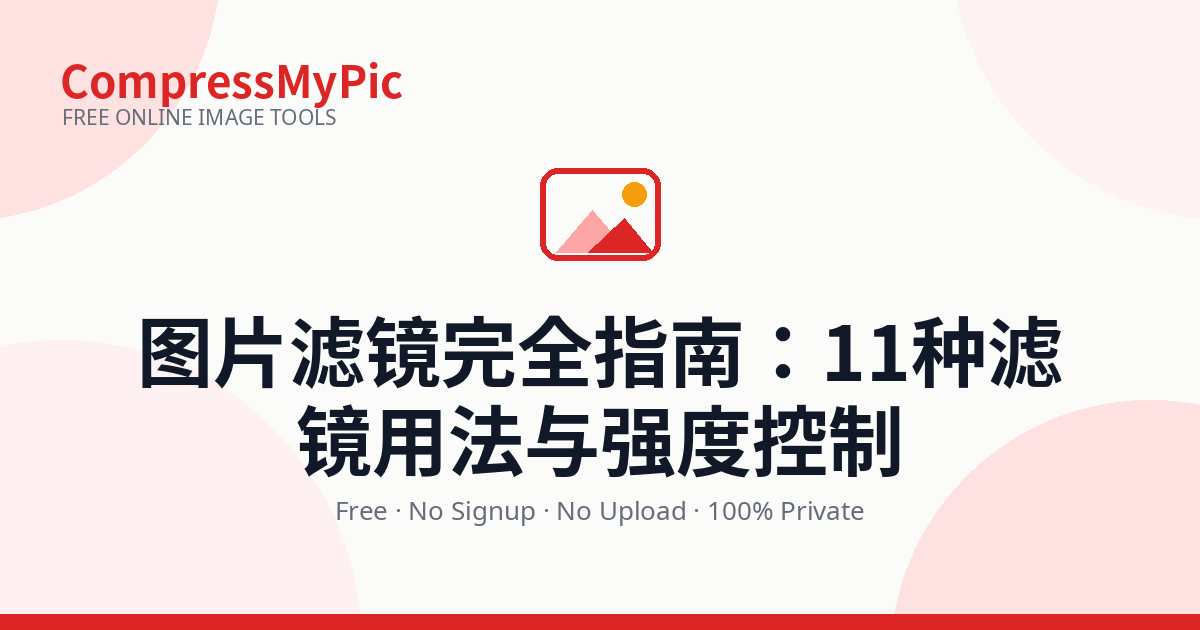 CompressMyPic
FREE ONLINE IMAGE TOOLS
图片滤镜完全指南：11种滤
镜用法与强度控制
Free · No Signup · No Upload · 100% Private